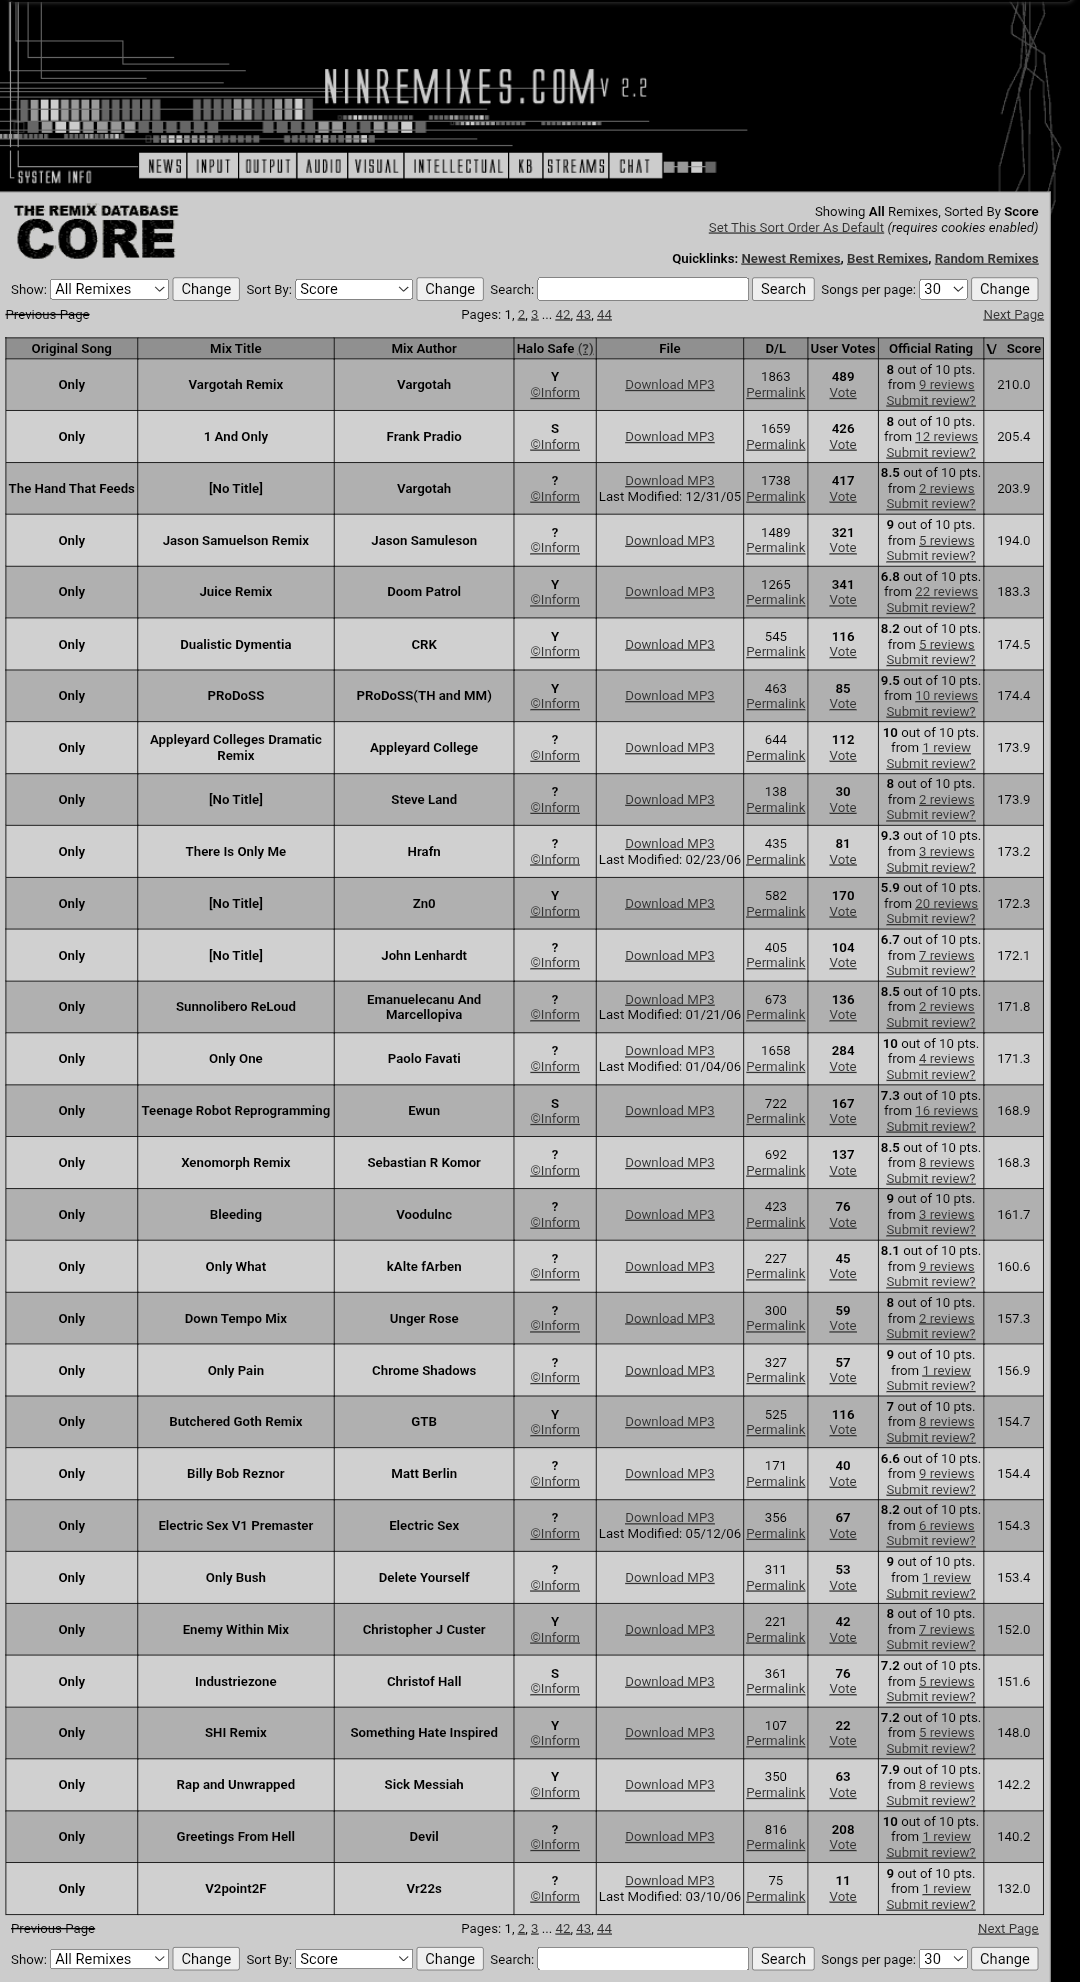 NINREMIXES.COM V 2.2
SYSTEM INFO NEWS INPUT OUTPUT AUDIO VISUAL INTELLECTUAL KB STREAMS CHAT
THE REMIX DATABASE
CORE
Showing All Remixes, Sorted By Score
Set This Sort Order As Default (requires cookies enabled)
Quicklinks: Newest Remixes, Best Remixes, Random Remixes
Show: All Remixes Change Sort By: Score Change Search: Search Songs per page: 30 Change
Previous Page Pages: 1, 2, 3 ... 42, 43, 44 Next Page
Original Song Mix Title Mix Author Halo Safe (?) File D/L User Votes Official Rating \/ Score
Only Vargotah Remix Vargotah Y ©Inform Download MP3 1863 Permalink 489 Vote 8 out of 10 pts. from 9 reviews Submit review? 210.0
Only 1 And Only Frank Pradio S ©Inform Download MP3 1659 Permalink 426 Vote 8 out of 10 pts. from 12 reviews Submit review? 205.4
The Hand That Feeds [No Title] Vargotah ? ©Inform Download MP3 Last Modified: 12/31/05 1738 Permalink 417 Vote 8.5 out of 10 pts. from 2 reviews Submit review? 203.9
Only Jason Samuelson Remix Jason Samuleson ? ©Inform Download MP3 1489 Permalink 321 Vote 9 out of 10 pts. from 5 reviews Submit review? 194.0
Only Juice Remix Doom Patrol Y ©Inform Download MP3 1265 Permalink 341 Vote 6.8 out of 10 pts. from 22 reviews Submit review? 183.3
Only Dualistic Dymentia CRK Y ©Inform Download MP3 545 Permalink 116 Vote 8.2 out of 10 pts. from 5 reviews Submit review? 174.5
Only PRoDoSS PRoDoSS(TH and MM) Y ©Inform Download MP3 463 Permalink 85 Vote 9.5 out of 10 pts. from 10 reviews Submit review? 174.4
Only Appleyard Colleges Dramatic Remix Appleyard College ? ©Inform Download MP3 644 Permalink 112 Vote 10 out of 10 pts. from 1 review Submit review? 173.9
Only [No Title] Steve Land ? ©Inform Download MP3 138 Permalink 30 Vote 8 out of 10 pts. from 2 reviews Submit review? 173.9
Only There Is Only Me Hrafn ? ©Inform Download MP3 Last Modified: 02/23/06 435 Permalink 81 Vote 9.3 out of 10 pts. from 3 reviews Submit review? 173.2
Only [No Title] Zn0 Y ©Inform Download MP3 582 Permalink 170 Vote 5.9 out of 10 pts. from 20 reviews Submit review? 172.3
Only [No Title] John Lenhardt ? ©Inform Download MP3 405 Permalink 104 Vote 6.7 out of 10 pts. from 7 reviews Submit review? 172.1
Only Sunnolibero ReLoud Emanuelecanu And Marcellopiva ? ©Inform Download MP3 Last Modified: 01/21/06 673 Permalink 136 Vote 8.5 out of 10 pts. from 2 reviews Submit review? 171.8
Only Only One Paolo Favati ? ©Inform Download MP3 Last Modified: 01/04/06 1658 Permalink 284 Vote 10 out of 10 pts. from 4 reviews Submit review? 171.3
Only Teenage Robot Reprogramming Ewun S ©Inform Download MP3 722 Permalink 167 Vote 7.3 out of 10 pts. from 16 reviews Submit review? 168.9
Only Xenomorph Remix Sebastian R Komor ? ©Inform Download MP3 692 Permalink 137 Vote 8.5 out of 10 pts. from 8 reviews Submit review? 168.3
Only Bleeding Voodulnc ? ©Inform Download MP3 423 Permalink 76 Vote 9 out of 10 pts. from 3 reviews Submit review? 161.7
Only Only What kAlte fArben ? ©Inform Download MP3 227 Permalink 45 Vote 8.1 out of 10 pts. from 9 reviews Submit review? 160.6
Only Down Tempo Mix Unger Rose ? ©Inform Download MP3 300 Permalink 59 Vote 8 out of 10 pts. from 2 reviews Submit review? 157.3
Only Only Pain Chrome Shadows ? ©Inform Download MP3 327 Permalink 57 Vote 9 out of 10 pts. from 1 review Submit review? 156.9
Only Butchered Goth Remix GTB Y ©Inform Download MP3 525 Permalink 116 Vote 7 out of 10 pts. from 8 reviews Submit review? 154.7
Only Billy Bob Reznor Matt Berlin ? ©Inform Download MP3 171 Permalink 40 Vote 6.6 out of 10 pts. from 9 reviews Submit review? 154.4
Only Electric Sex V1 Premaster Electric Sex ? ©Inform Download MP3 Last Modified: 05/12/06 356 Permalink 67 Vote 8.2 out of 10 pts. from 6 reviews Submit review? 154.3
Only Only Bush Delete Yourself ? ©Inform Download MP3 311 Permalink 53 Vote 9 out of 10 pts. from 1 review Submit review? 153.4
Only Enemy Within Mix Christopher J Custer Y ©Inform Download MP3 221 Permalink 42 Vote 8 out of 10 pts. from 7 reviews Submit review? 152.0
Only Industriezone Christof Hall S ©Inform Download MP3 361 Permalink 76 Vote 7.2 out of 10 pts. from 5 reviews Submit review? 151.6
Only SHI Remix Something Hate Inspired Y ©Inform Download MP3 107 Permalink 22 Vote 7.2 out of 10 pts. from 5 reviews Submit review? 148.0
Only Rap and Unwrapped Sick Messiah Y ©Inform Download MP3 350 Permalink 63 Vote 7.9 out of 10 pts. from 8 reviews Submit review? 142.2
Only Greetings From Hell Devil ? ©Inform Download MP3 816 Permalink 208 Vote 10 out of 10 pts. from 1 review Submit review? 140.2
Only V2point2F Vr22s ? ©Inform Download MP3 Last Modified: 03/10/06 75 Permalink 11 Vote 9 out of 10 pts. from 1 review Submit review? 132.0
Previous Page Pages: 1, 2, 3 ... 42, 43, 44 Next Page
Show: All Remixes Change Sort By: Score Change Search: Search Songs per page: 30 Change